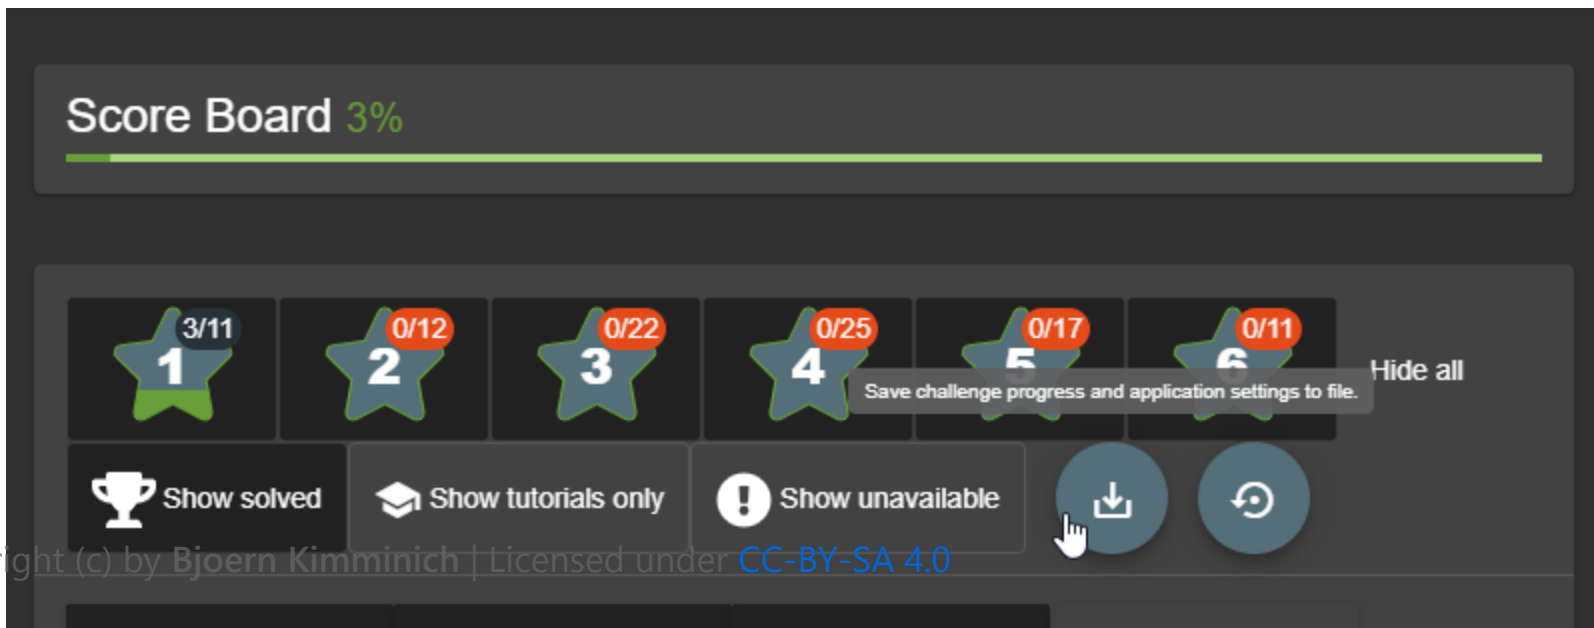 Score Board 3%
3/11 0/12 0/22 0/25 0/17 0/11
1 2 3 4 5 6 Hide all
Save challenge progress and application settings to file.
Show solved Show tutorials only Show unavailable
ight (c) by Bjoern Kimminich | Licensed under CC-BY-SA 4.0